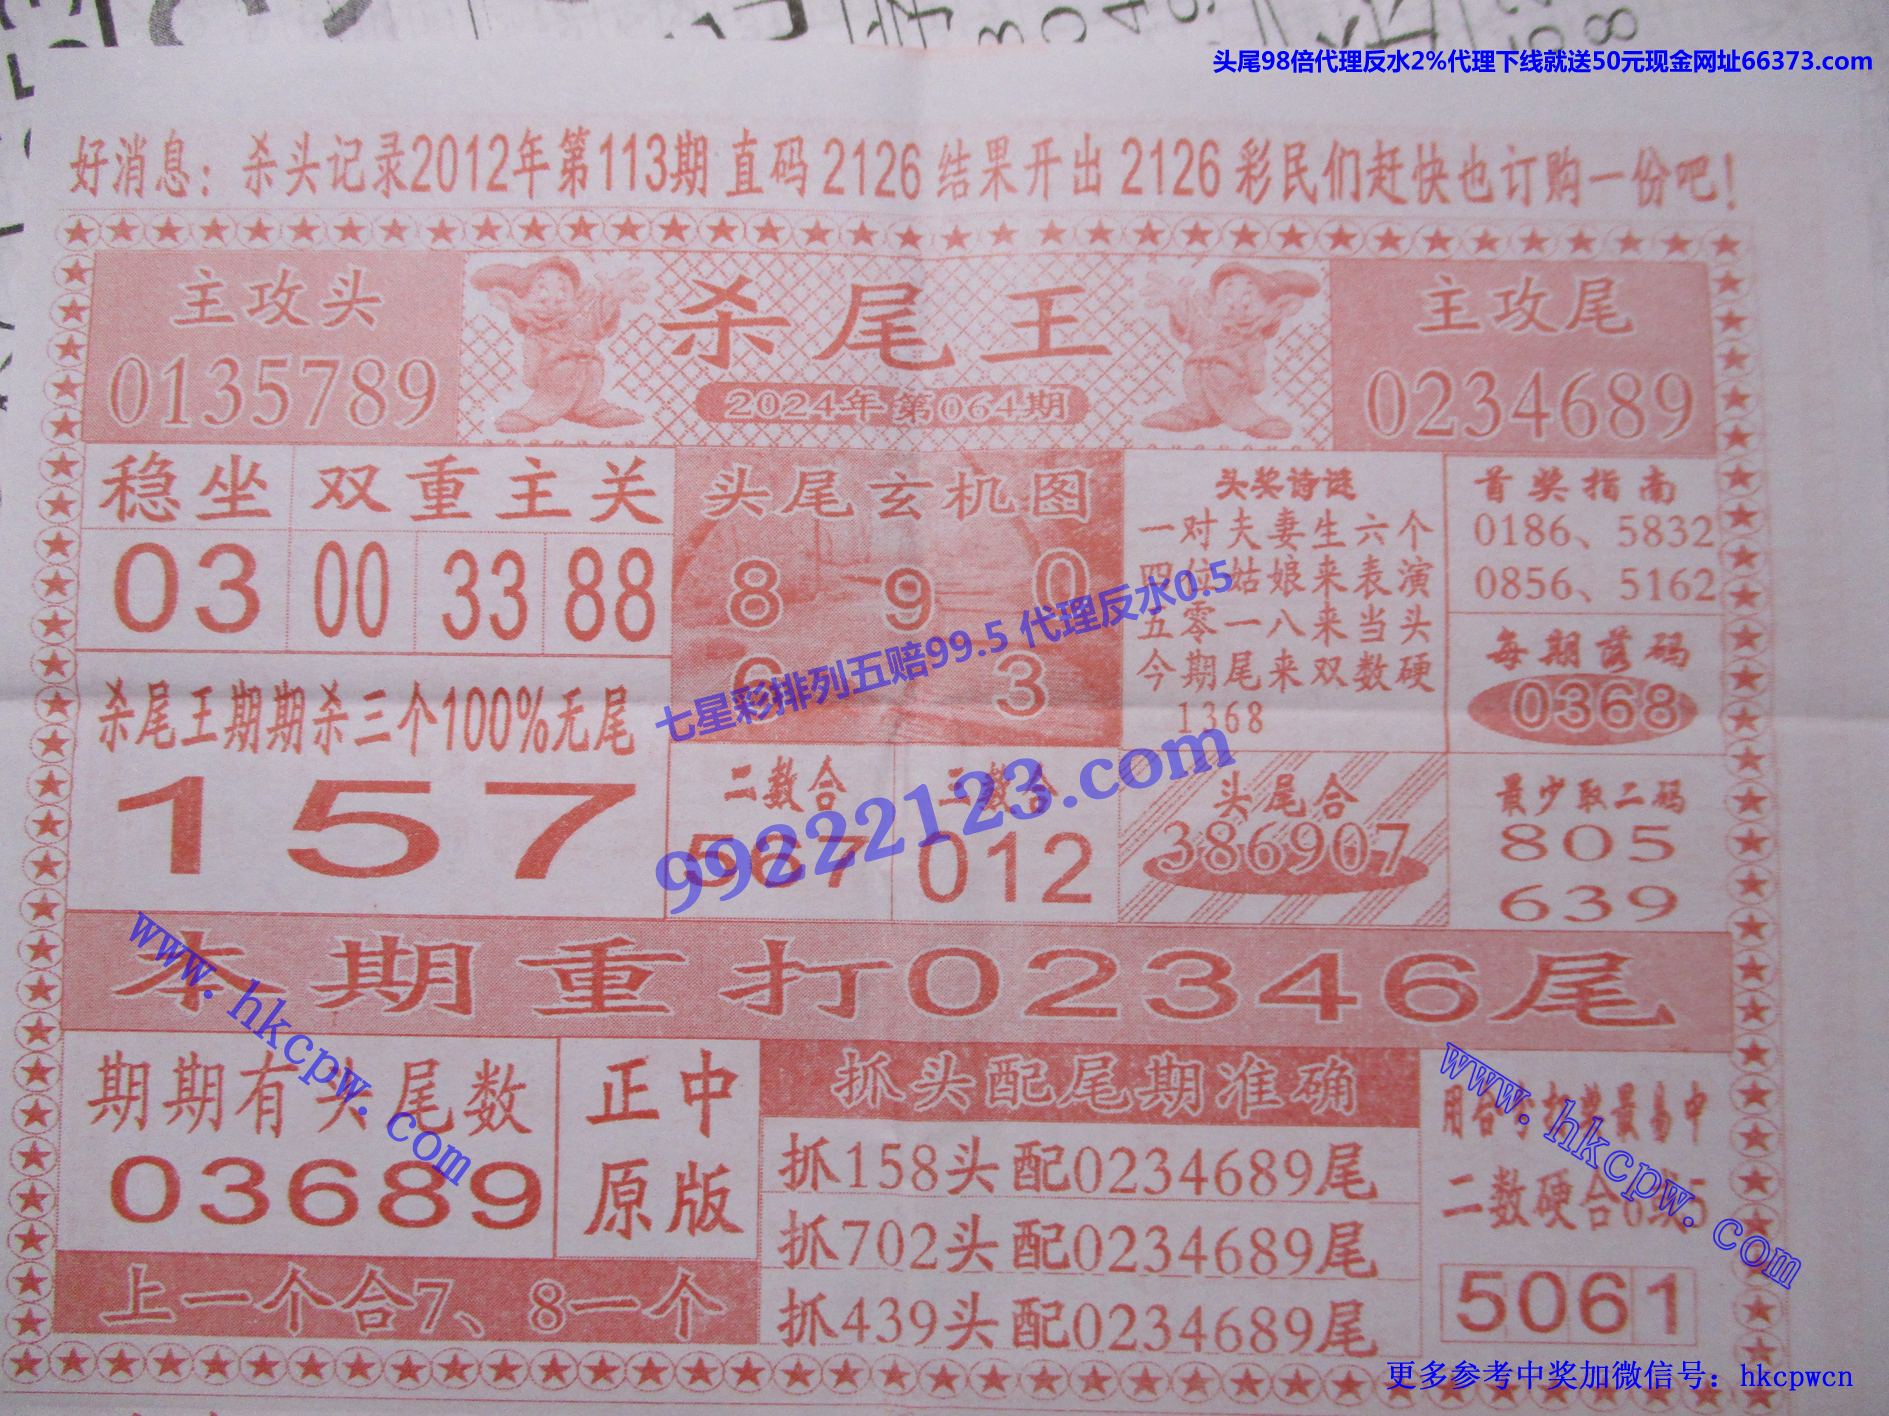 头尾98倍代理反水2%代理下线就送50元现金网址66373.com
好消息：杀头记录2012年第113期 直码 2126 结果开出 2126 彩民们赶快也订购一份吧！
主攻头
0135789
杀尾王
2024年 第064期
主攻尾
0234689
稳坐
03
双重主关
00 33 88
头尾玄机图
8 9 0
6 3
头奖诗谜
一对夫妻生六个
四位姑娘来表演
五零一八来当头
今期尾来双数硬
1368
首奖指南
0186、5832
0856、5162
每期落码
0368
杀尾王期期杀三个100%无尾
157
二数合
567
三数合
012
头尾合
386907
最少取二码
805
639
七星彩排列五赔99.5 代理反水0.5
99222123.com
本期重打02346尾
期期有头尾数
03689
正中
原版
上一个合7、8一个
抓头配尾期准确
抓158头配0234689尾
抓702头配0234689尾
抓439头配0234689尾
二数硬合6或5
5061
www.hkcpw.com
www.hkcpw.com
更多参考中奖加微信号：hkcpwcn